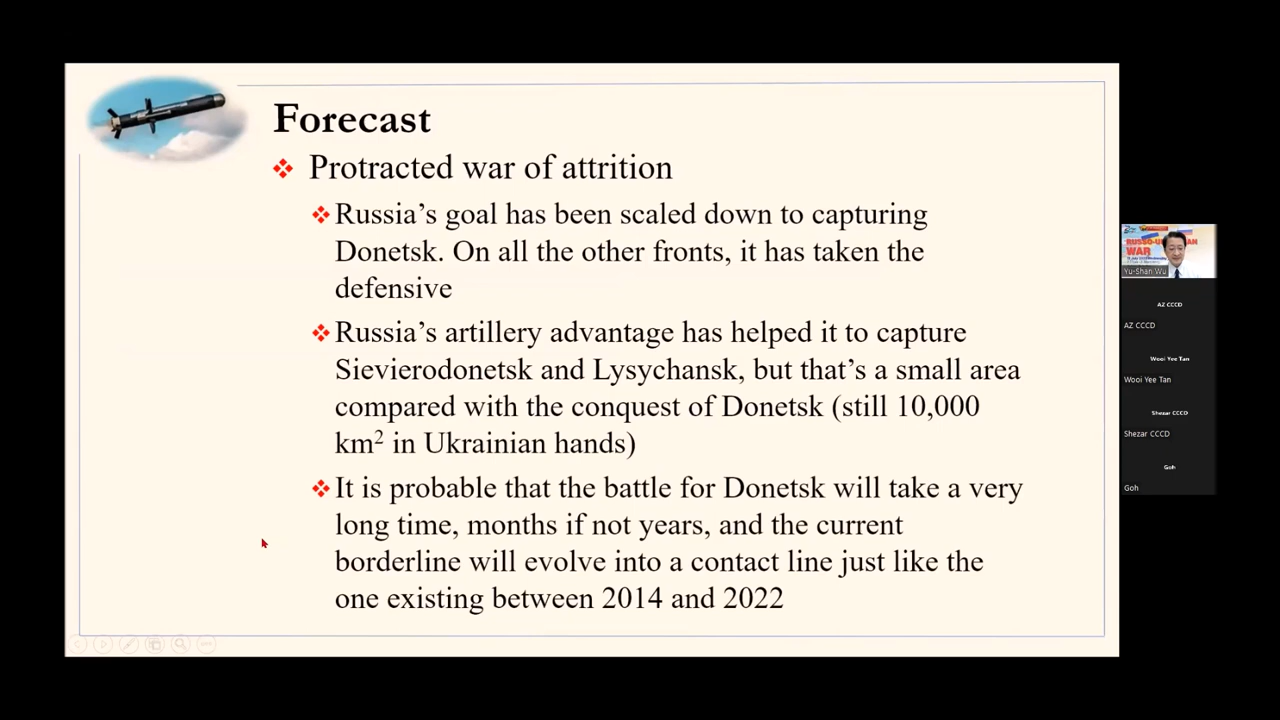 Forecast
Protracted war of attrition
Russia's goal has been scaled down to capturing
Donetsk. On all the other fronts, it has taken the
defensive
Russia's artillery advantage has helped it to capture
Sievierodonetsk and Lysychansk, but that's a small area
compared with the conquest of Donetsk (still 10,000
km² in Ukrainian hands)
It is probable that the battle for Donetsk will take a very
long time, months if not years, and the current
borderline will evolve into a contact line just like the
one existing between 2014 and 2022
WAR
Yu-Shan Wu
AZ CCCD
AZ CCCD
Wooi Yee Tan
Wooi Yee Tan
Shezar CCCD
Shezar CCCD
Goh
Goh